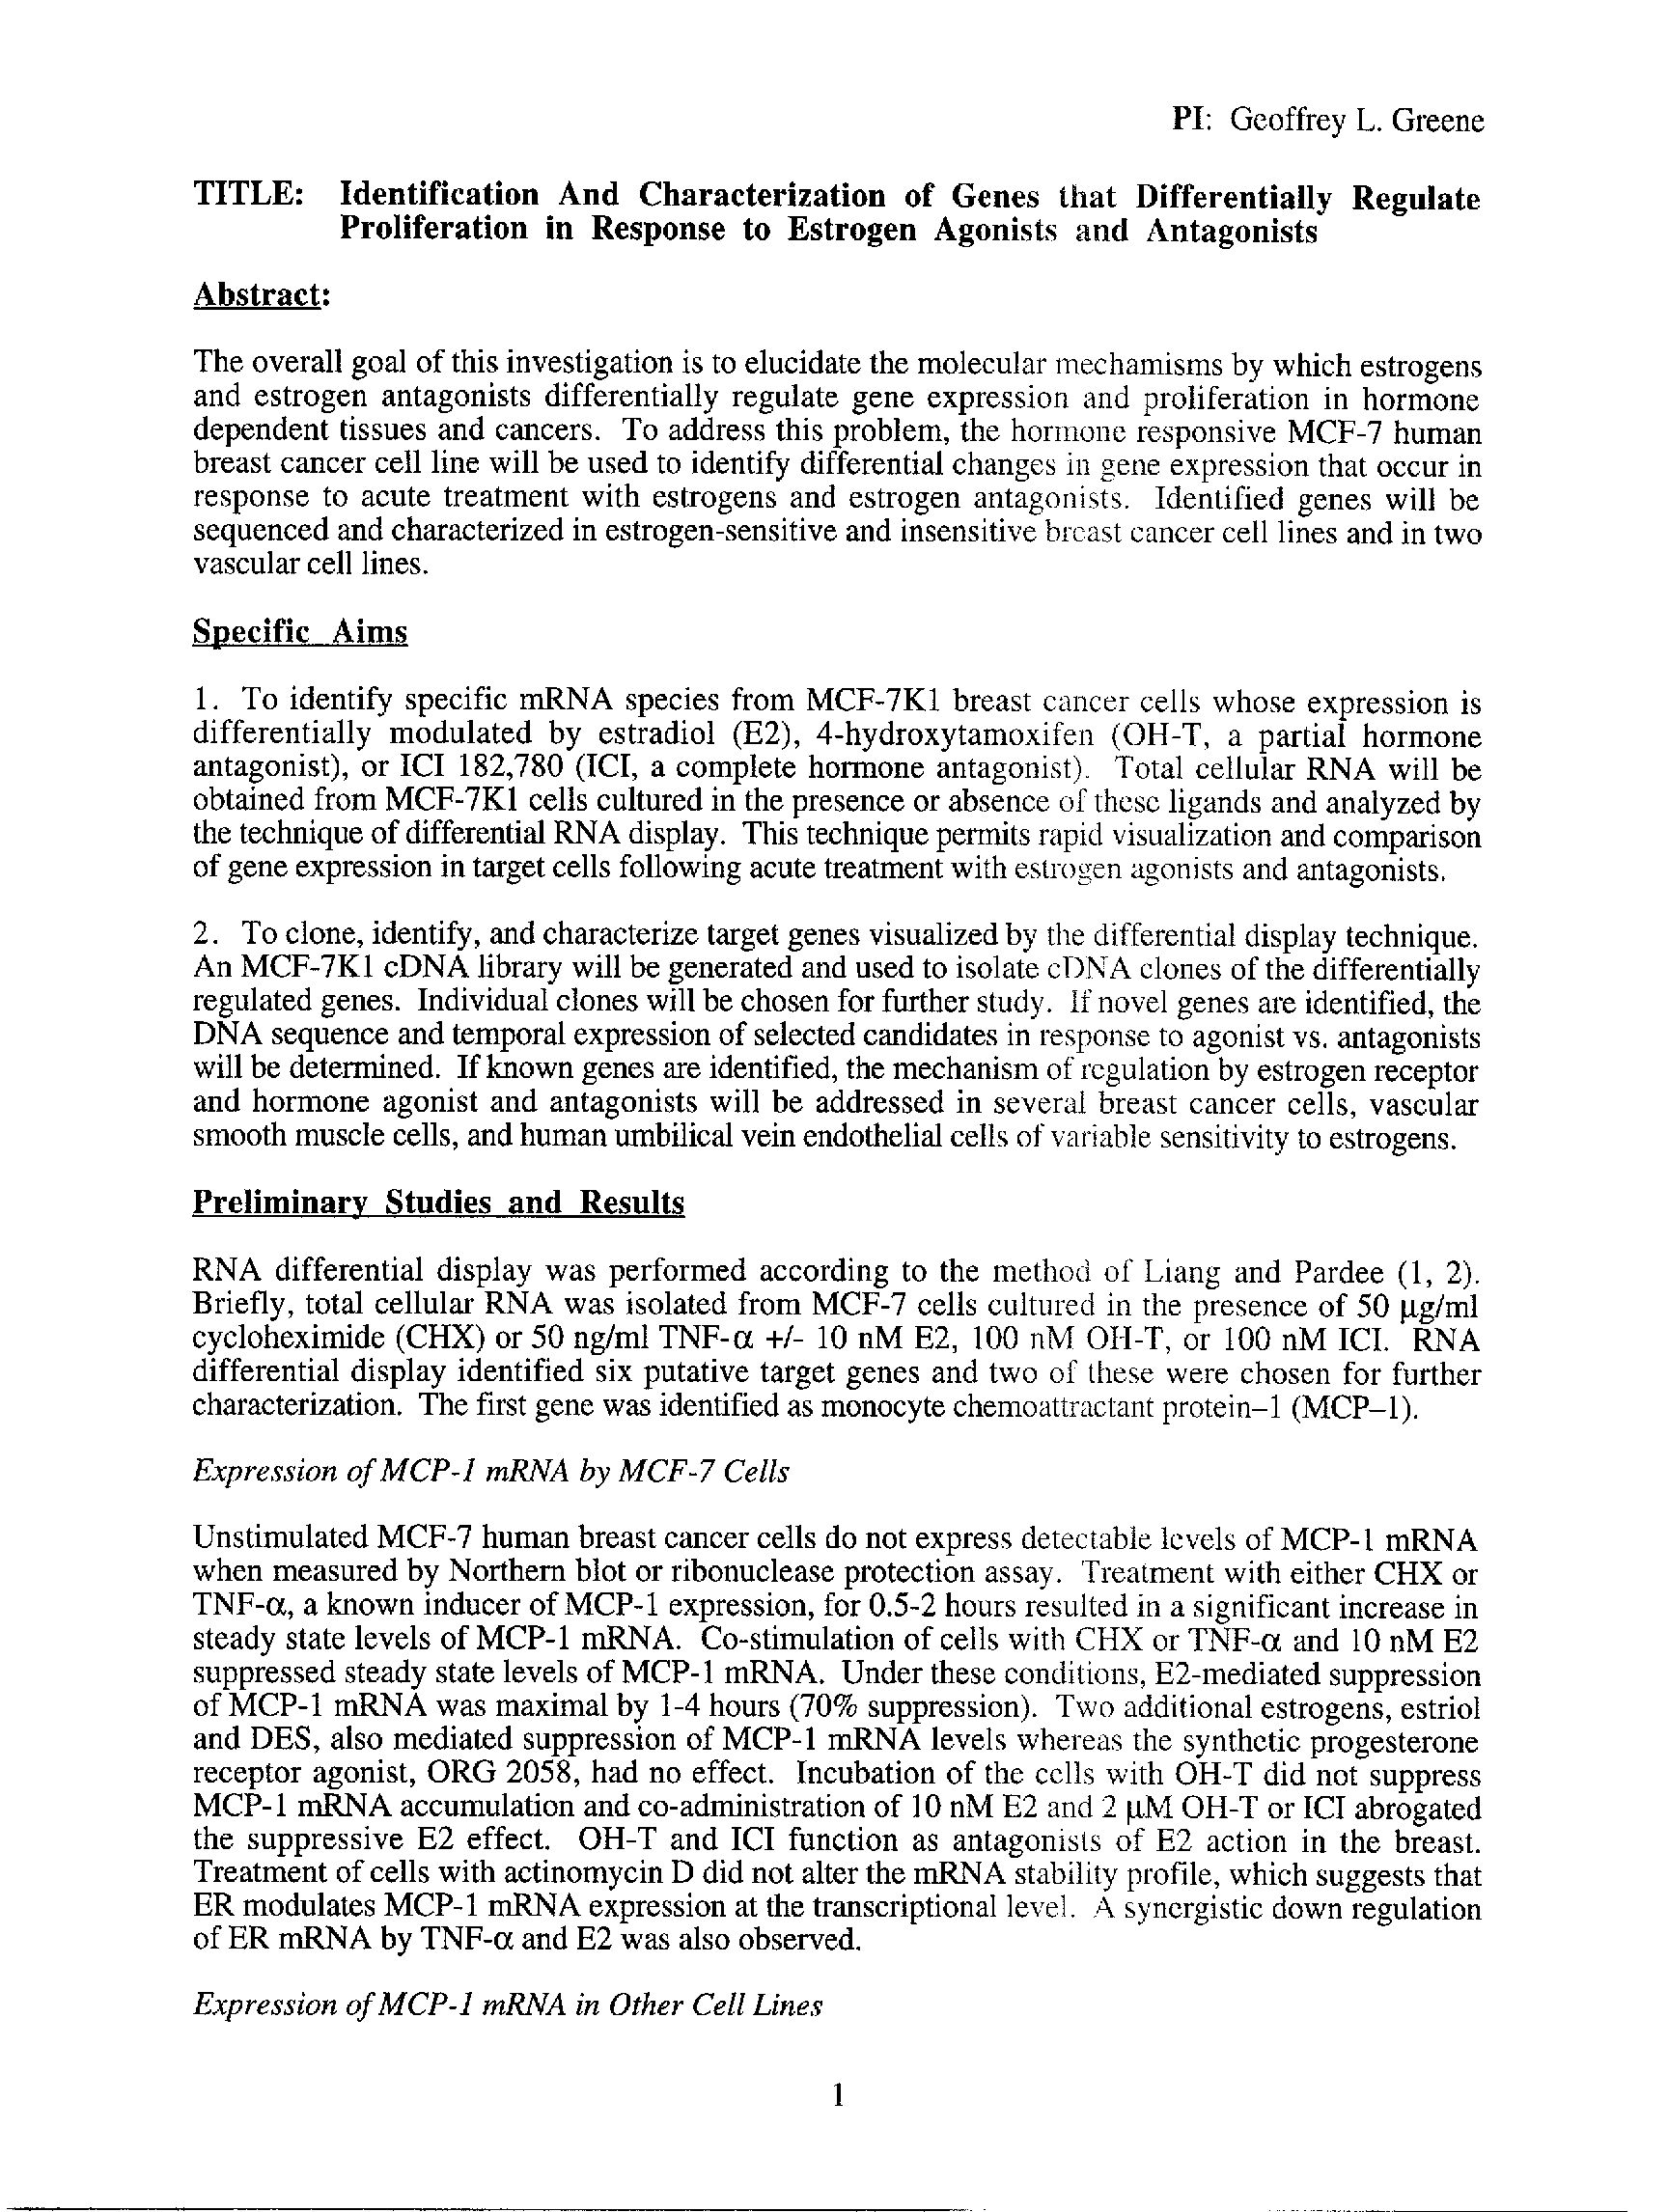 PI: Geoffrey L. Greene
TITLE: Identification And Characterization of Genes that Differentially Regulate
Proliferation in Response to Estrogen Agonists and Antagonists
Abstract:
The overall goal of this investigation is to elucidate the molecular mechamisms by which estrogens
and estrogen antagonists differentially regulate gene expression and proliferation in hormone
dependent tissues and cancers. To address this problem, the hormone responsive MCF-7 human
breast cancer cell line will be used to identify differential changes in gene expression that occur in
response to acute treatment with estrogens and estrogen antagonists. Identified genes will be
sequenced and characterized in estrogen-sensitive and insensitive breast cancer cell lines and in two
vascular cell lines.
Specific Aims
1. To identify specific mRNA species from MCF-7K1 breast cancer cells whose expression is
differentially modulated by estradiol (E2), 4-hydroxytamoxifen (OH-T, a partial hormone
antagonist), or ICI 182,780 (ICI, a complete hormone antagonist). Total cellular RNA will be
obtained from MCF-7K1 cells cultured in the presence or absence of these ligands and analyzed by
the technique of differential RNA display. This technique permits rapid visualization and comparison
of gene expression in target cells following acute treatment with estrogen agonists and antagonists.
2. To clone, identify, and characterize target genes visualized by the differential display technique.
An MCF-7K1 cDNA library will be generated and used to isolate cDNA clones of the differentially
regulated genes. Individual clones will be chosen for further study. If novel genes are identified, the
DNA sequence and temporal expression of selected candidates in response to agonist vs. antagonists
will be determined. If known genes are identified, the mechanism of regulation by estrogen receptor
and hormone agonist and antagonists will be addressed in several breast cancer cells, vascular
smooth muscle cells, and human umbilical vein endothelial cells of variable sensitivity to estrogens.
Preliminary Studies and Results
RNA differential display was performed according to the method of Liang and Pardee (1, 2).
Briefly, total cellular RNA was isolated from MCF-7 cells cultured in the presence of 50 µg/ml
cycloheximide (CHX) or 50 ng/ml TNF-α +/- 10 nM E2, 100 nM OH-T, or 100 nM ICI. RNA
differential display identified six putative target genes and two of these were chosen for further
characterization. The first gene was identified as monocyte chemoattractant protein–1 (MCP–1).
Expression of MCP-1 mRNA by MCF-7 Cells
Unstimulated MCF-7 human breast cancer cells do not express detectable levels of MCP-1 mRNA
when measured by Northern blot or ribonuclease protection assay. Treatment with either CHX or
TNF-α, a known inducer of MCP-1 expression, for 0.5-2 hours resulted in a significant increase in
steady state levels of MCP-1 mRNA. Co-stimulation of cells with CHX or TNF-α and 10 nM E2
suppressed steady state levels of MCP-1 mRNA. Under these conditions, E2-mediated suppression
of MCP-1 mRNA was maximal by 1-4 hours (70% suppression). Two additional estrogens, estriol
and DES, also mediated suppression of MCP-1 mRNA levels whereas the synthetic progesterone
receptor agonist, ORG 2058, had no effect. Incubation of the cells with OH-T did not suppress
MCP-1 mRNA accumulation and co-administration of 10 nM E2 and 2 µM OH-T or ICI abrogated
the suppressive E2 effect. OH-T and ICI function as antagonists of E2 action in the breast.
Treatment of cells with actinomycin D did not alter the mRNA stability profile, which suggests that
ER modulates MCP-1 mRNA expression at the transcriptional level. A synergistic down regulation
of ER mRNA by TNF-α and E2 was also observed.
Expression of MCP-1 mRNA in Other Cell Lines
1